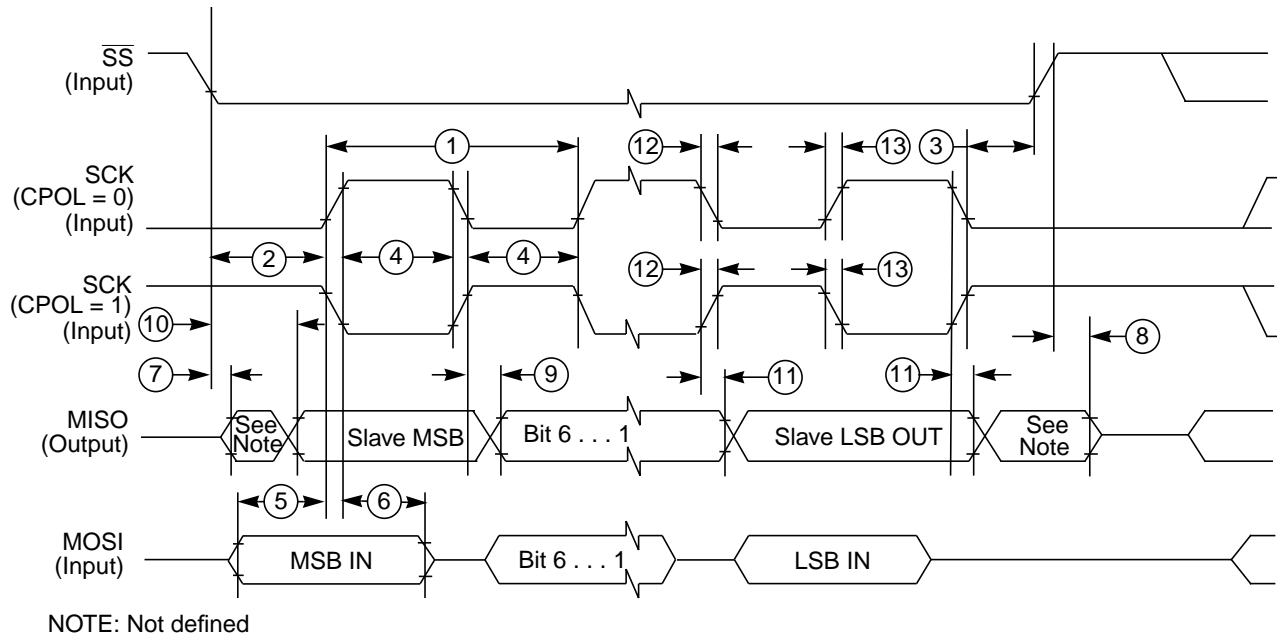 SS
(Input)
1
12
13
3
SCK
(CPOL = 0)
(Input)
2
4
4
12
13
SCK
(CPOL = 1)
(Input)
10
8
7
9
11
11
MISO
(Output)
See
Note
Slave MSB
Bit 6 . . . 1
Slave LSB OUT
See
Note
5
6
MOSI
(Input)
MSB IN
Bit 6 . . . 1
LSB IN
NOTE: Not defined